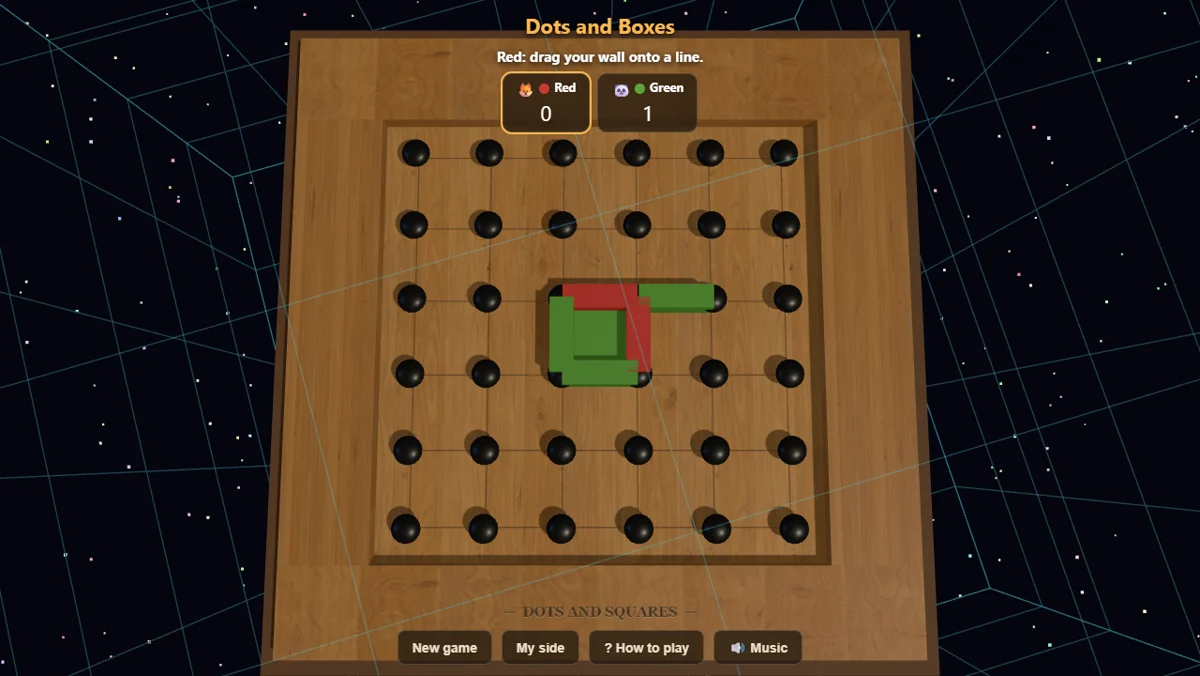 Dots and Boxes
Red: drag your wall onto a line.
Red
Green
0
1
— DOTS AND SQUARES —
New game
My side
? How to play
Music